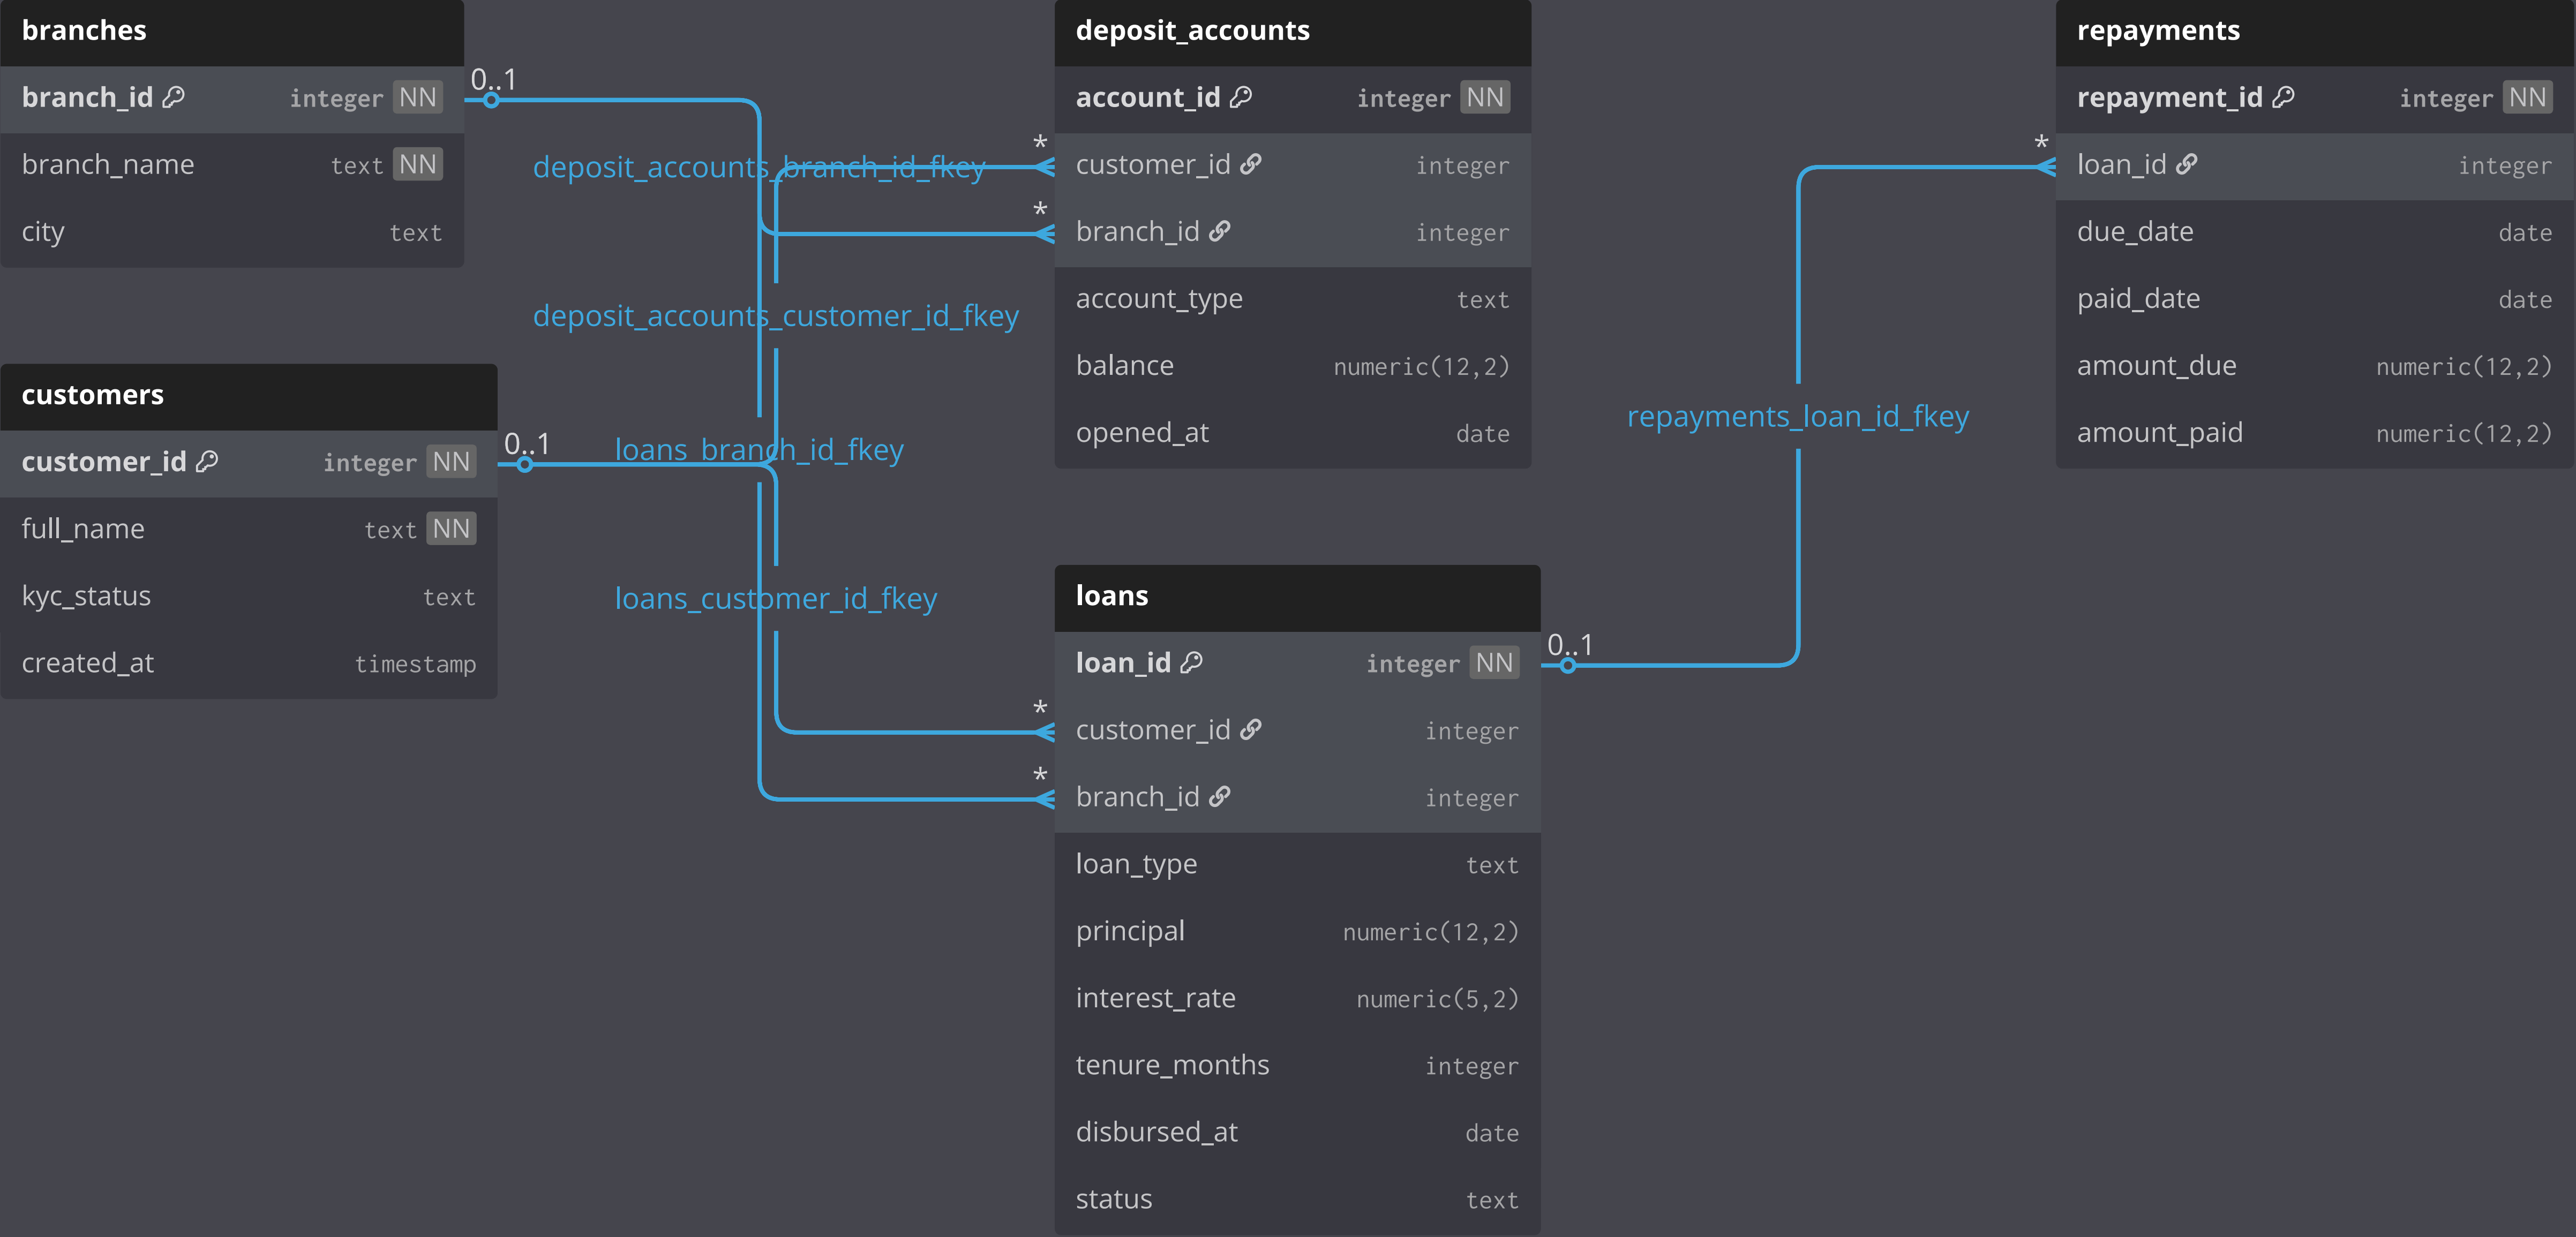 branches
branch_id integer NN
branch_name text NN
city text
customers
customer_id integer NN
full_name text NN
kyc_status text
created_at timestamp
0..1
0..1
deposit_accounts_branch_id_fkey
deposit_accounts_customer_id_fkey
loans_branch_id_fkey
loans_customer_id_fkey
*
*
*
*
deposit_accounts
account_id integer NN
customer_id integer
branch_id integer
account_type text
balance numeric(12,2)
opened_at date
loans
loan_id integer NN
customer_id integer
branch_id integer
loan_type text
principal numeric(12,2)
interest_rate numeric(5,2)
tenure_months integer
disbursed_at date
status text
0..1
repayments_loan_id_fkey
*
repayments
repayment_id integer NN
loan_id integer
due_date date
paid_date date
amount_due numeric(12,2)
amount_paid numeric(12,2)